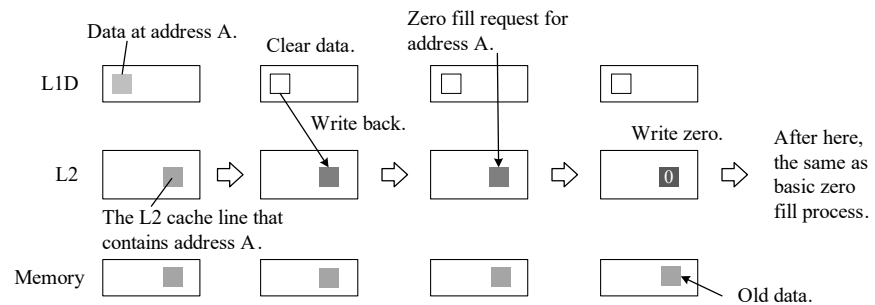 Zero fill request for
address A.
Data at address A.
Clear data.
L1D
Write back.
Write zero.
L2
0
After here,
the same as
basic zero
fill process.
The L2 cache line that
contains address A.
Memory
Old data.